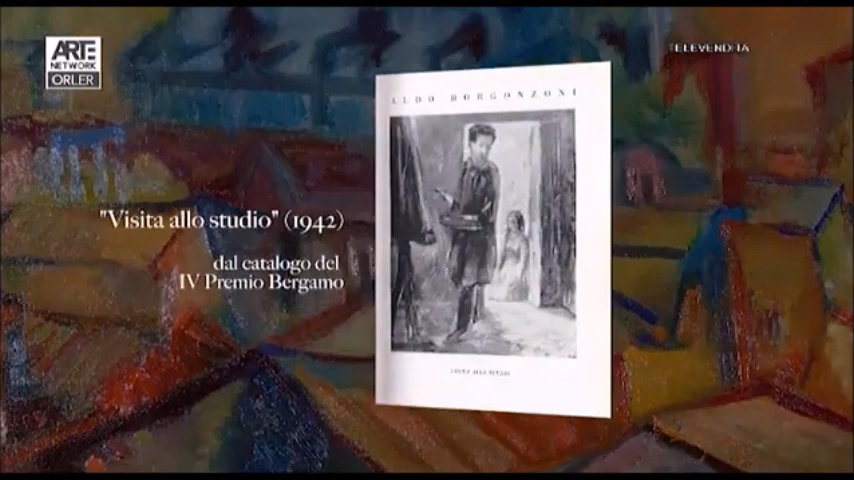 ARTE
NETWORK
ORLER
TELEVENDITA
ALDO BORGONZONI
"Visita allo studio" (1942)
dal catalogo del
IV Premio Bergamo